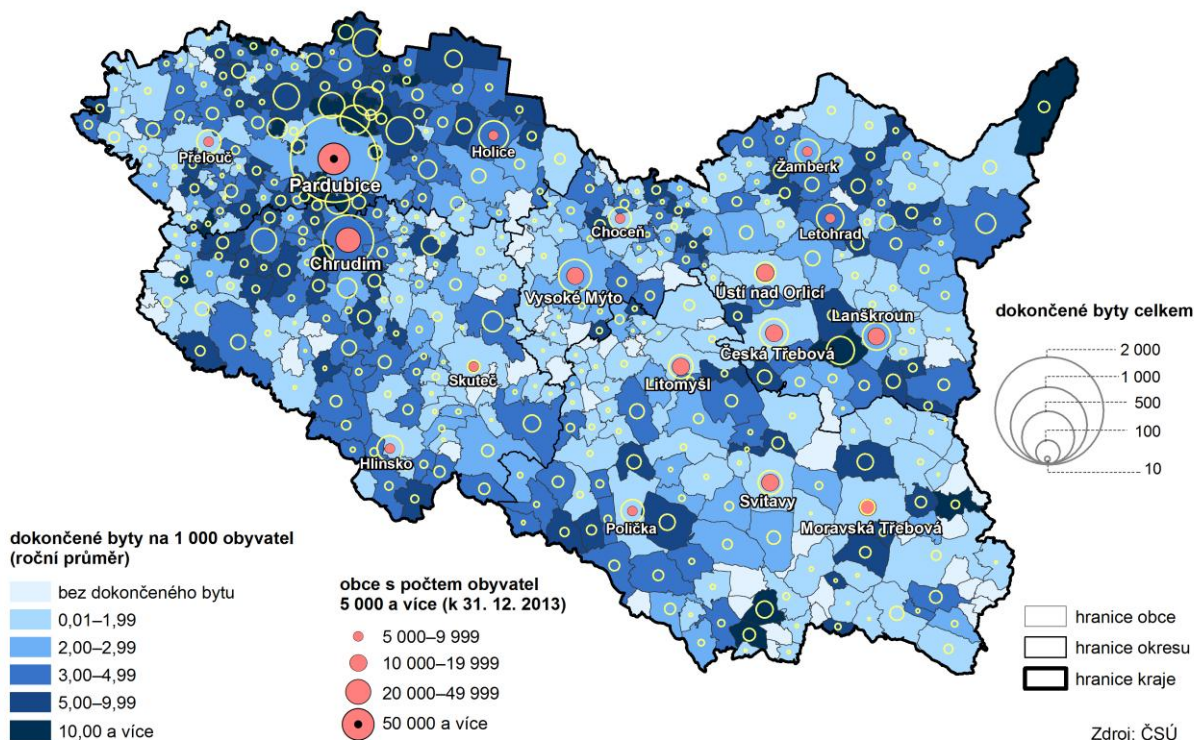 Přelouč
Pardubice
Holice
Chrudim
Choceň
Vysoké Mýto
Žamberk
Letohrad
Ústí nad Orlicí
Lanškroun
Česká Třebová
Litomyšl
Skuteč
Hlinsko
Polička
Svitavy
Moravská Třebová
dokončené byty celkem
2 000
1 000
500
100
10
dokončené byty na 1 000 obyvatel
(roční průměr)
bez dokončeného bytu
0,01–1,99
2,00–2,99
3,00–4,99
5,00–9,99
10,00 a více
obce s počtem obyvatel
5 000 a více (k 31. 12. 2013)
5 000–9 999
10 000–19 999
20 000–49 999
50 000 a více
hranice obce
hranice okresu
hranice kraje
Zdroj: ČSÚ